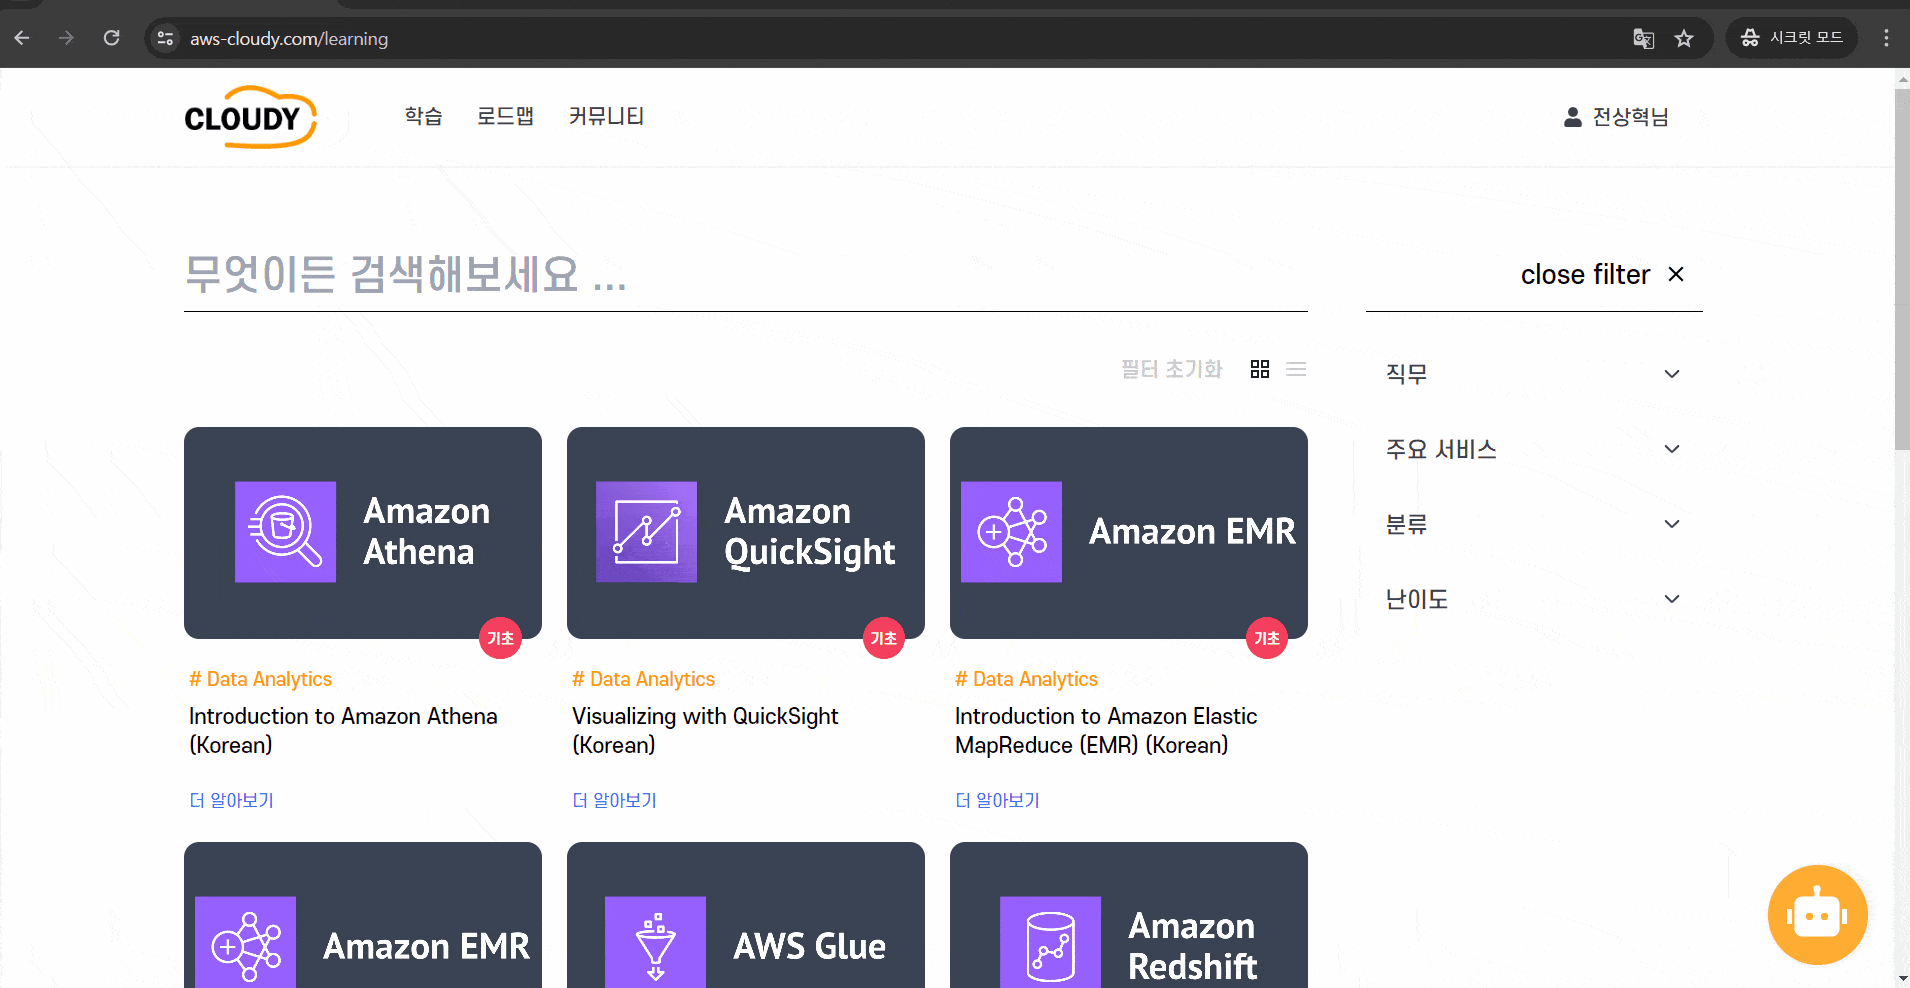 aws-cloudy.com/learning
시크릿 모드
CLOUDY
학습 로드맵 커뮤니티
전상혁님
무엇이든 검색해보세요 ...
close filter
필터 초기화
직무
주요 서비스
분류
난이도
Amazon
Athena
기초
# Data Analytics
Introduction to Amazon Athena
(Korean)
더 알아보기
Amazon
QuickSight
기초
# Data Analytics
Visualizing with QuickSight
(Korean)
더 알아보기
Amazon EMR
기초
# Data Analytics
Introduction to Amazon Elastic
MapReduce (EMR) (Korean)
더 알아보기
Amazon EMR
AWS Glue
Amazon
Redshift